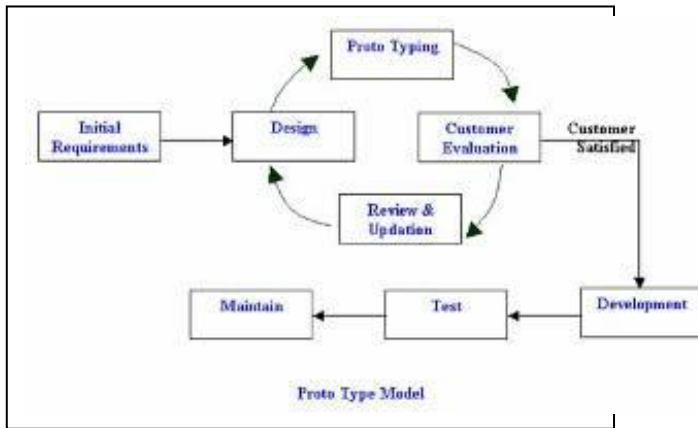 Proto Typing
Initial
Requirements
Design
Customer
Evaluation
Customer
Satisfied
Review &
Updation
Maintain
Test
Development
Proto Type Model